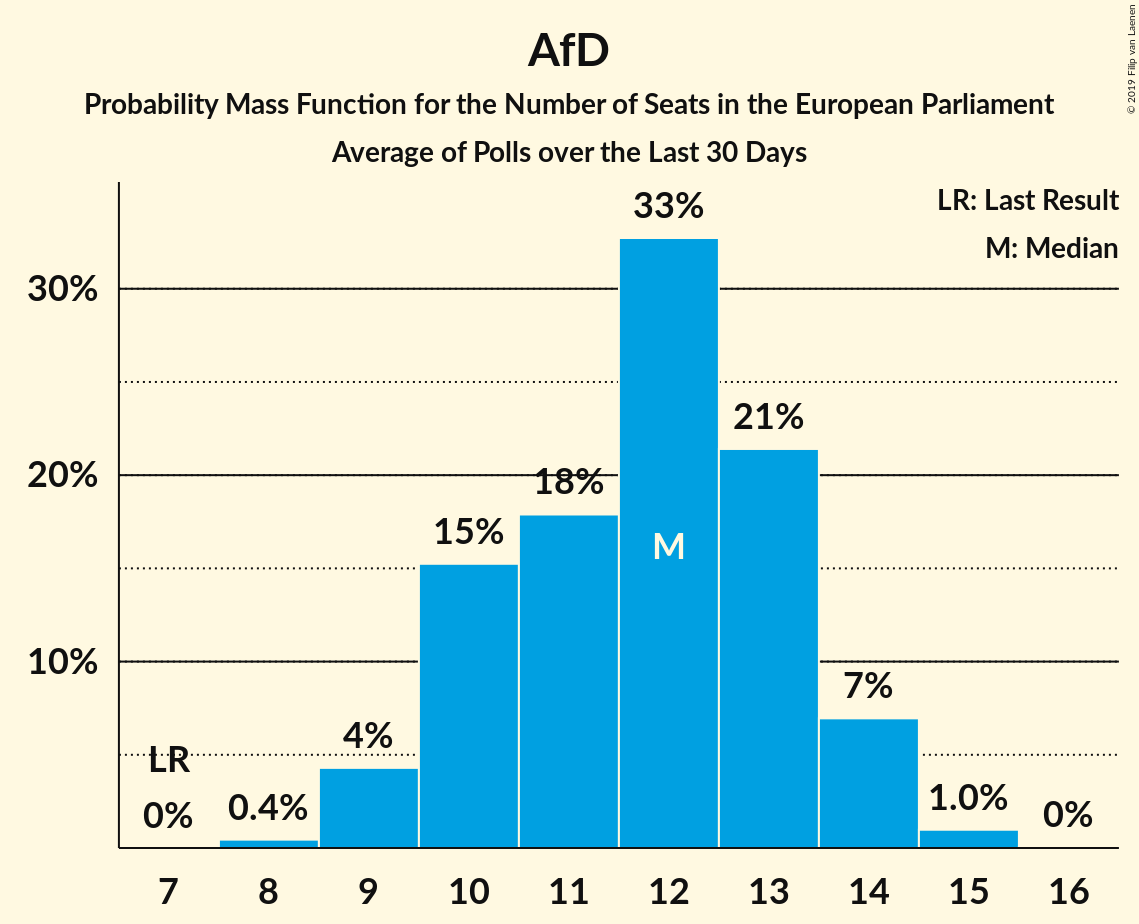 AfD
Probability Mass Function for the Number of Seats in the European Parliament
Average of Polls over the Last 30 Days
© 2019 Filip van Laenen
LR: Last Result
M: Median
33%
30%
21%
20%
18%
15%
M
10%
7%
4%
LR
0%
0.4%
1.0%
0%
7 8 9 10 11 12 13 14 15 16